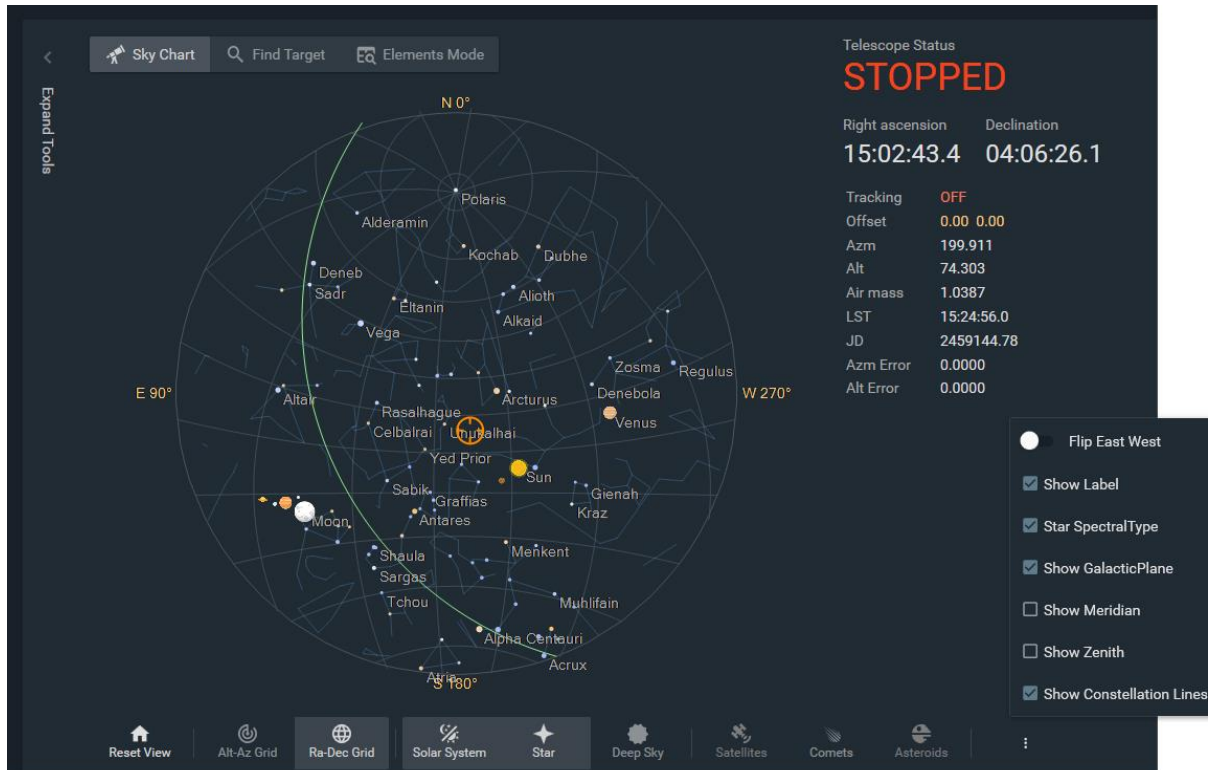 Sky Chart Find Target Elements Mode
Expand Tools
Telescope Status
STOPPED
Right ascension Declination
15:02:43.4 04:06:26.1
Tracking OFF
Offset 0.00 0.00
Azm 199.911
Alt 74.303
Air mass 1.0387
LST 15:24:56.0
JD 2459144.78
Azm Error 0.0000
Alt Error 0.0000
N 0°
Polaris
Alderamin
Kochab Dubhe
Deneb
Sadr
Eltanin
Alioth
Alkaid
Vega
Zosma
Regulus
E 90°
Altair
Arcturus
Denebola
W 270°
Rasalhague
Venus
Celbalrai Unukalhai
Yed Prior
Sun
Sabik
Graffias
Gienah
Kraz
Moon
Antares
Shaula
Menkent
Sargas
Tchou
Muhlifain
Alpha Centauri
Acrux
Atria
S 180°
Flip East West
Show Label
Star SpectralType
Show GalacticPlane
Show Meridian
Show Zenith
Show Constellation Lines
Reset View Alt-Az Grid Ra-Dec Grid Solar System Star Deep Sky Satellites Comets Asteroids